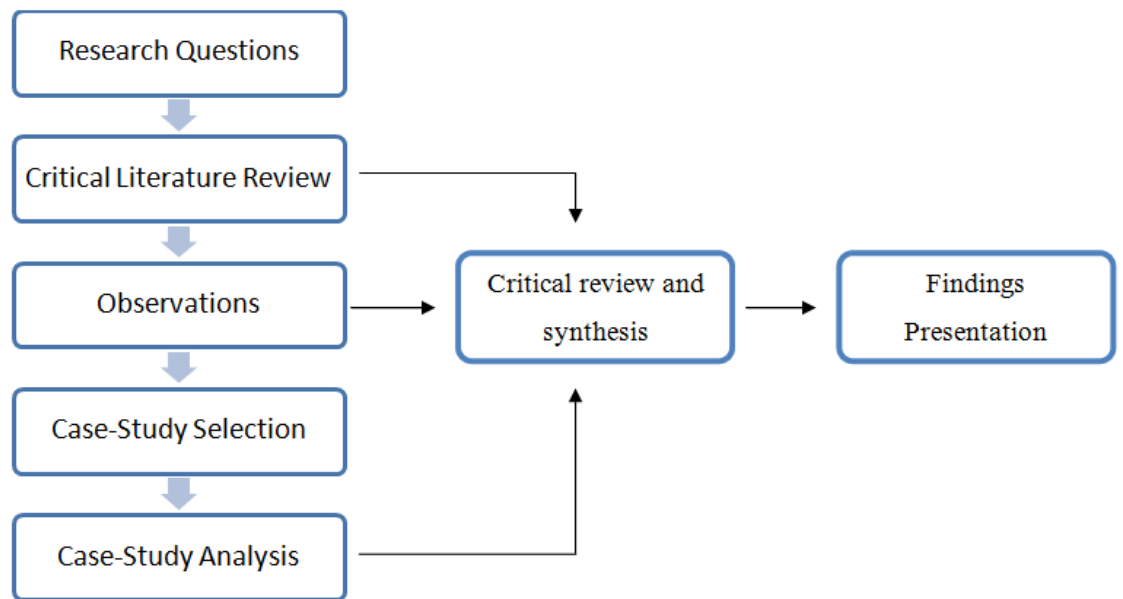 Research Questions
Critical Literature Review
Observations
Case-Study Selection
Case-Study Analysis
Critical review and
synthesis
Findings
Presentation